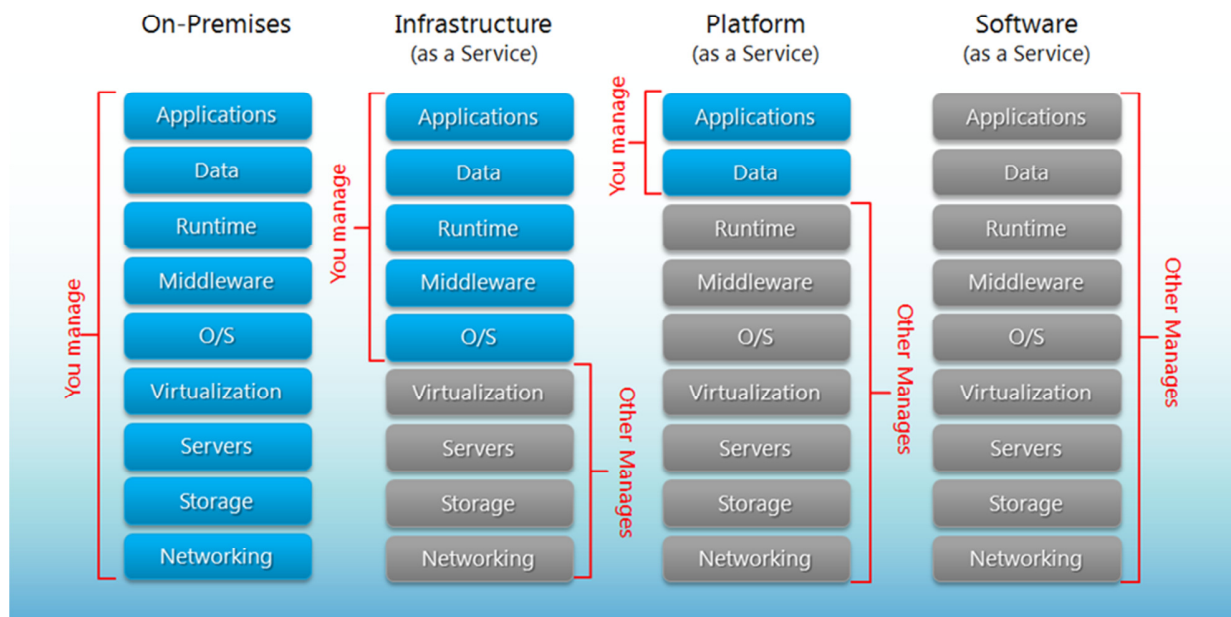 On-Premises
You manage
Applications
Data
Runtime
Middleware
O/S
Virtualization
Servers
Storage
Networking
Infrastructure
(as a Service)
You manage
Applications
Data
Runtime
Middleware
O/S
Virtualization
Servers
Storage
Networking
Other Manages
Platform
(as a Service)
You manage
Applications
Data
Runtime
Middleware
O/S
Virtualization
Servers
Storage
Networking
Other Manages
Software
(as a Service)
Applications
Data
Runtime
Middleware
O/S
Virtualization
Servers
Storage
Networking
Other Manages